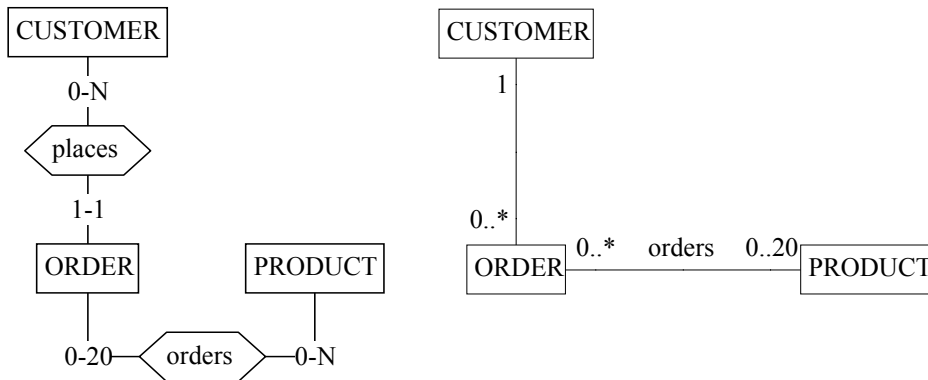 CUSTOMER
0-N
places
1-1
ORDER
PRODUCT
0-20
orders
0-N
CUSTOMER
1
0..*
ORDER
0..*
orders
0..20
PRODUCT